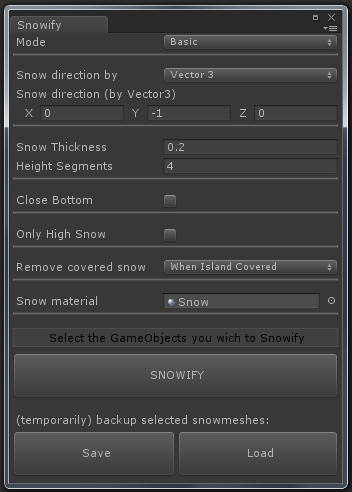 Snowify
Mode Basic
Snow direction by Vector 3
Snow direction (by Vector3)
X 0 Y -1 Z 0
Snow Thickness 0.2
Height Segments 4
Close Bottom
Only High Snow
Remove covered snow When Island Covered
Snow material Snow
Select the GameObjects you wich to Snowify
SNOWIFY
(temporarily) backup selected snowmeshes:
Save Load